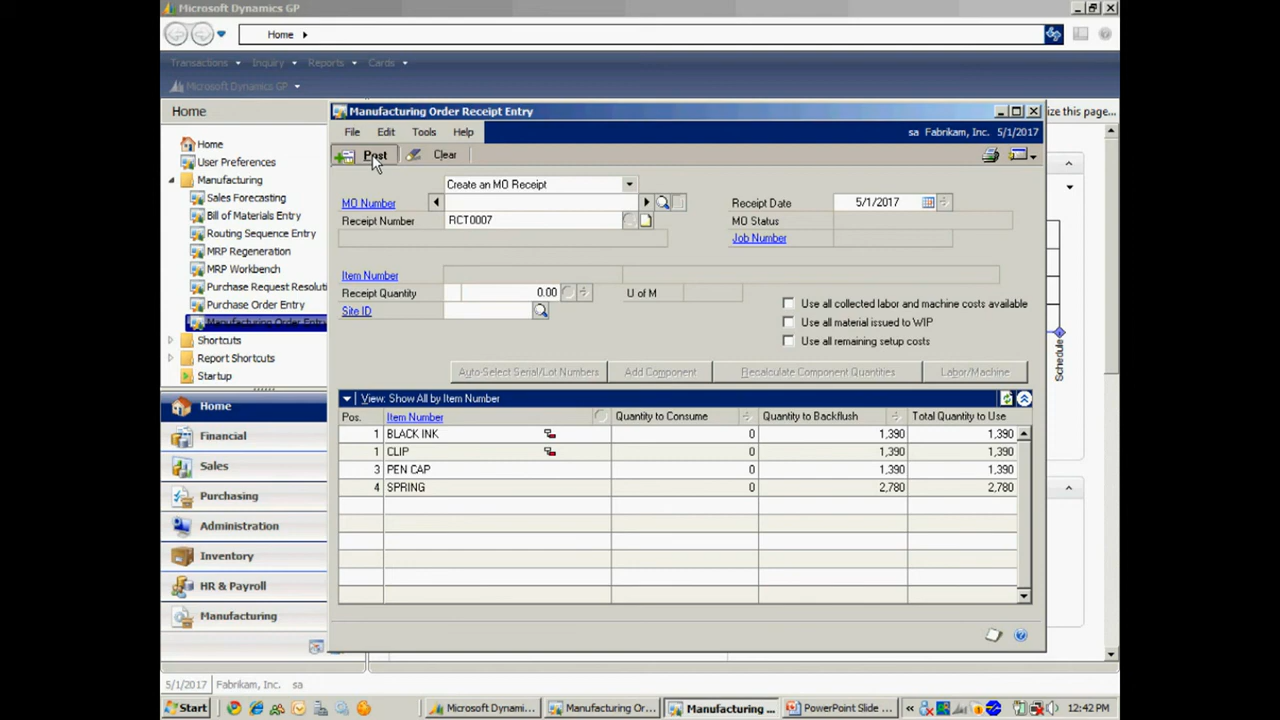 Microsoft Dynamics GP
Home
Transactions Inquiry Reports Cards
Microsoft Dynamics GP
Home
ize this page...
Manufacturing Order Receipt Entry
File Edit Tools Help
sa Fabrikam, Inc. 5/1/2017
Post Clear
Home
User Preferences
Manufacturing
Sales Forecasting
Bill of Materials Entry
Routing Sequence Entry
MRP Regeneration
MRP Workbench
Purchase Request Resoluti
Purchase Order Entry
Manufacturing Order Entry
Shortcuts
Report Shortcuts
Startup
Home
Financial
Sales
Purchasing
Administration
Inventory
HR & Payroll
Manufacturing
Create an MO Receipt
MO Number
Receipt Date 5/1/2017
Receipt Number RCT0007
MO Status
Job Number
Item Number
Receipt Quantity 0.00 U of M
Site ID
Use all collected labor and machine costs available
Use all material issued to WIP
Use all remaining setup costs
Auto-Select Serial/Lot Numbers Add Component Recalculate Component Quantities Labor/Machine
View: Show All by Item Number
Pos. Item Number Quantity to Consume Quantity to Backflush Total Quantity to Use
1 BLACK INK 0 1,390 1,390
1 CLIP 0 1,390 1,390
3 PEN CAP 0 1,390 1,390
4 SPRING 0 2,780 2,780
Schedule
5/1/2017 Fabrikam, Inc. sa
Start Microsoft Dynami... Manufacturing Or... Manufacturing ... PowerPoint Slide ... 12:42 PM